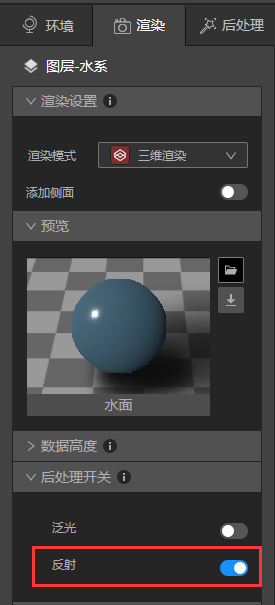 环境 渲染 后处理
图层-水系
渲染设置
渲染模式 三维渲染
添加侧面
预览
水面
数据高度
后处理开关
泛光
反射